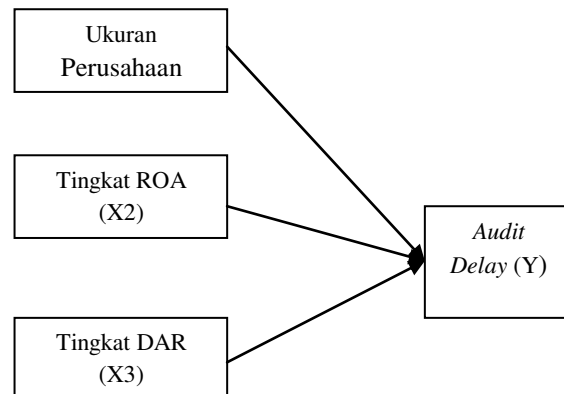 Ukuran
Perusahaan
Tingkat ROA
(X2)
Audit
Delay (Y)
Tingkat DAR
(X3)